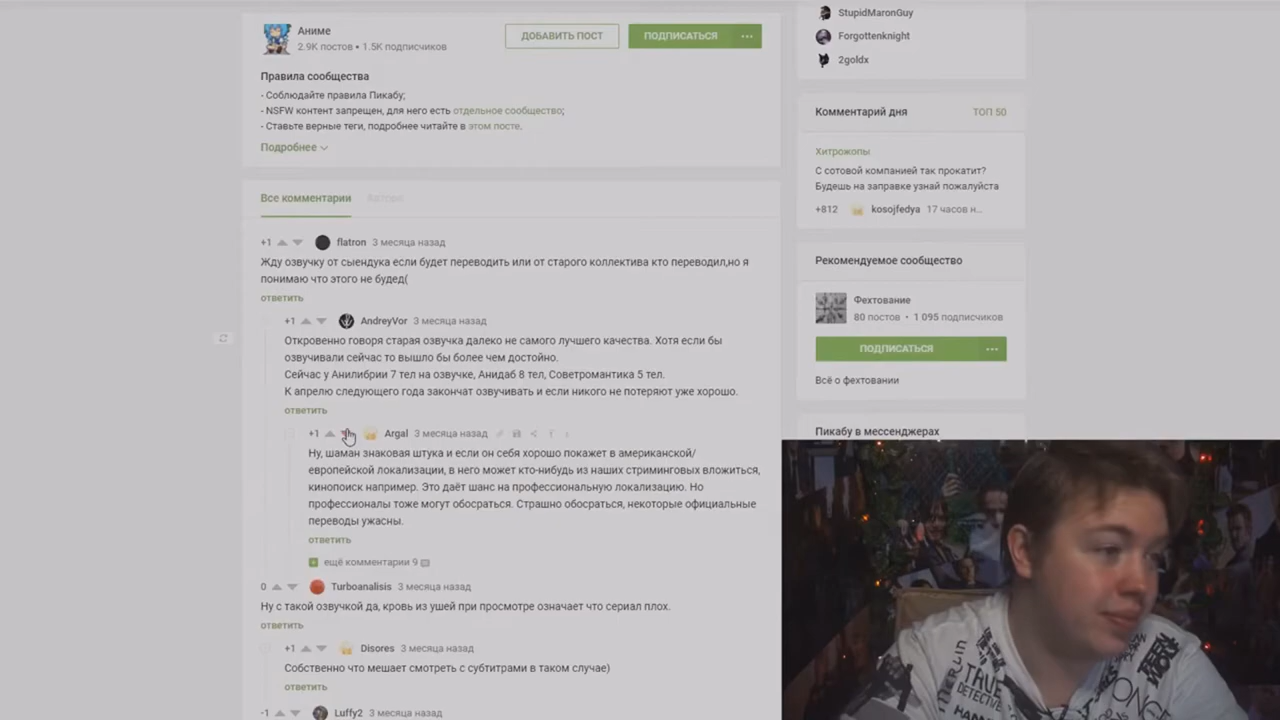 StupidMaronGuy
Аниме
2.9K постов • 1.5K подписчиков
ДОБАВИТЬ ПОСТ
ПОДПИСАТЬСЯ
Forgottenknight
2goldx
Правила сообщества
- Соблюдайте правила Пикабу;
- NSFW контент запрещен, для него есть отдельное сообщество;
- Ставьте верные теги, подробнее читайте в этом посте.
Подробнее
Комментарий дня
ТОП 50
Хитрожопы
С сотовой компанией так прокатит?
Будешь на заправке узнай пожалуйста
+812 kosojfedya 17 часов н...
Все комментарии
Автора
+1 flatron 3 месяца назад
Жду озвучку от сыендука если будет переводить или от старого коллектива кто переводил,но я
понимаю что этого не будед(
ответить
Рекомендуемое сообщество
Фехтование
80 постов • 1 095 подписчиков
ПОДПИСАТЬСЯ
Всё о фехтовании
+1 AndreyVor 3 месяца назад
Откровенно говоря старая озвучка далеко не самого лучшего качества. Хотя если бы
озвучивали сейчас то вышло бы более чем достойно.
Сейчас у Анилибрии 7 тел на озвучке, Анидаб 8 тел, Советромантика 5 тел.
К апрелю следующего года закончат озвучивать и если никого не потеряют уже хорошо.
ответить
Пикабу в мессенджерах
+1 Argal 3 месяца назад
Ну, шаман знаковая штука и если он себя хорошо покажет в американской/
европейской локализации, в него может кто-нибудь из наших стриминговых вложиться,
кинопоиск например. Это даёт шанс на профессиональную локализацию. Но
профессионалы тоже могут обосраться. Страшно обосраться, некоторые официальные
переводы ужасны.
ответить
ещё комментарии 9
0 Turboanalisis 3 месяца назад
Ну с такой озвучкой да, кровь из ушей при просмотре означает что сериал плох.
ответить
+1 Disores 3 месяца назад
Собственно что мешает смотреть с субтитрами в таком случае)
ответить
-1 Luffy2 3 месяца назад
TRUE
DETECTIVE